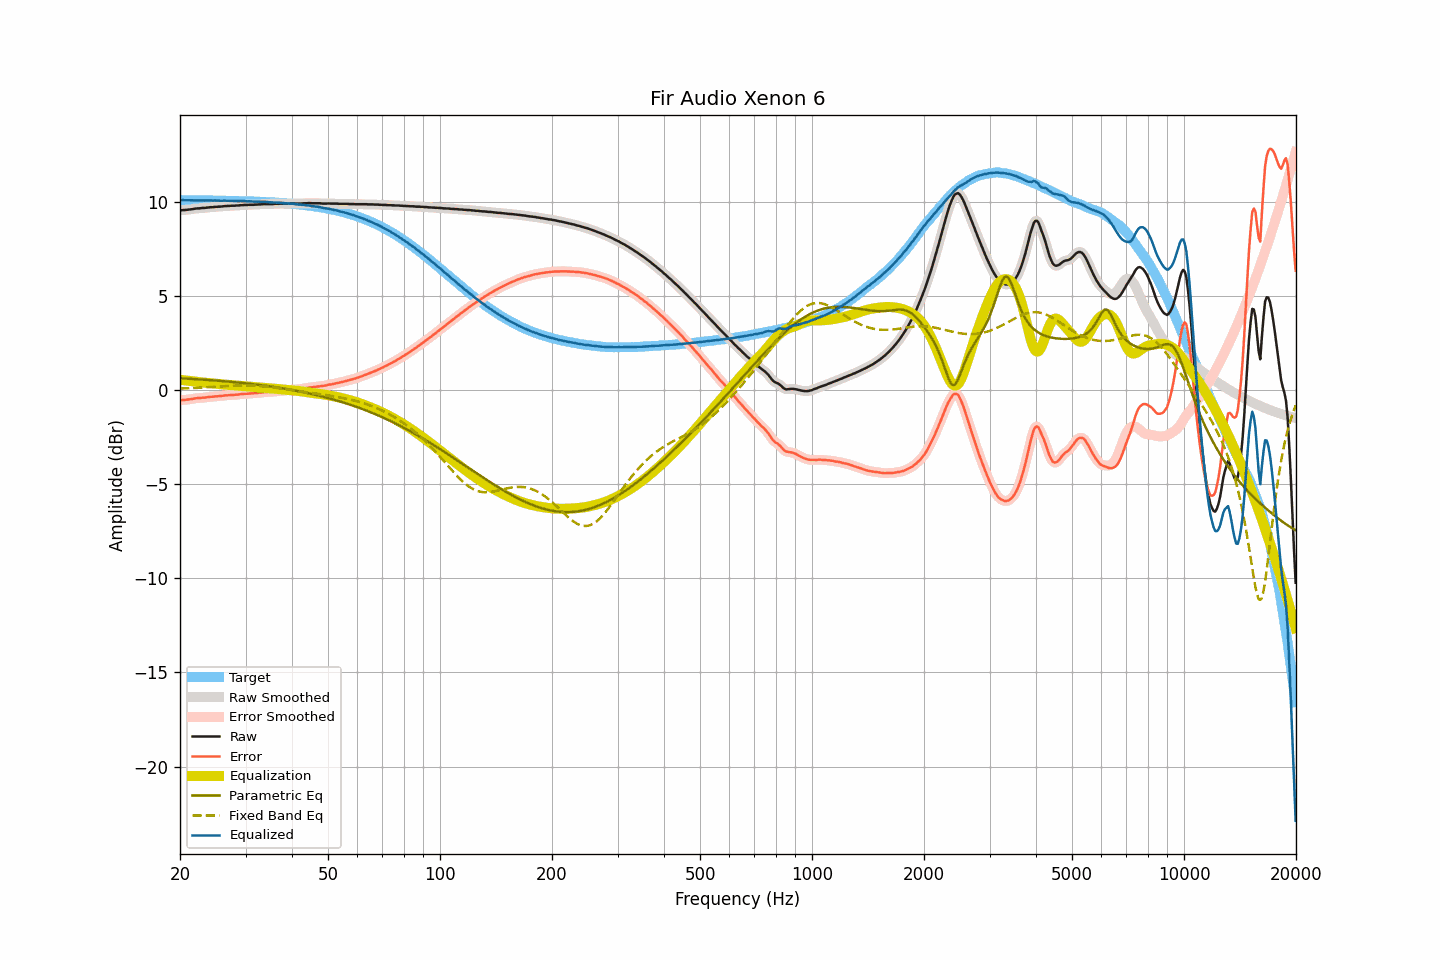 Fir Audio Xenon 6
10
5
0
−5
−10
−15
−20
Amplitude (dBr)
Target
Raw Smoothed
Error Smoothed
Raw
Error
Equalization
Parametric Eq
Fixed Band Eq
Equalized
20 50 100 200 500 1000 2000 5000 10000 20000
Frequency (Hz)